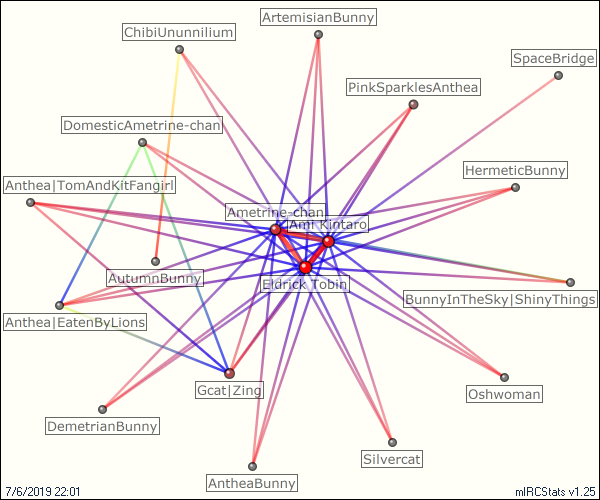 ArtemisianBunny
ChibiUnunnilium
SpaceBridge
PinkSparklesAnthea
DomesticAmetrine-chan
HermeticBunny
Anthea|TomAndKitFangirl
Ametrine-chan
Ami Kintaro
AutumnBunny
Eldrick Tobin
BunnyInTheSky|ShinyThings
Anthea|EatenByLions
Gcat|Zing
Oshwoman
DemetrianBunny
Silvercat
AntheaBunny
7/6/2019 22:01
mIRCStats v1.25